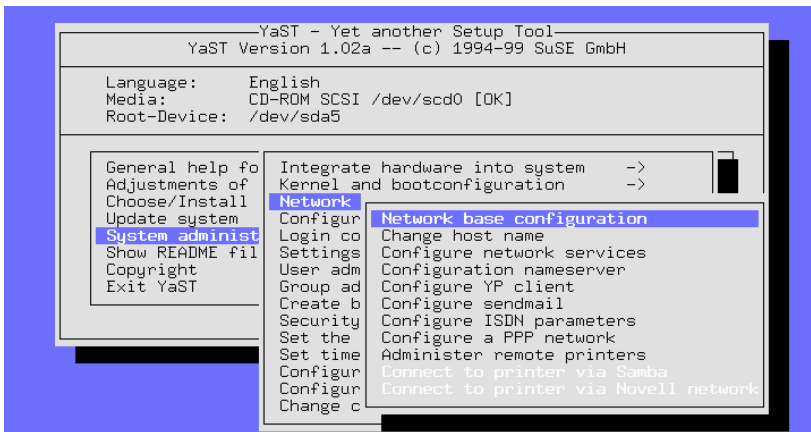 YaST - Yet another Setup Tool
YaST Version 1.02a -- (c) 1994-99 SuSE GmbH
Language: English
Media: CD-ROM SCSI /dev/scd0 [OK]
Root-Device: /dev/sda5
General help fo
Adjustments of
Choose/Install
Update system
System administ
Show README fil
Copyright
Exit YaST
Integrate hardware into system ->
Kernel and bootconfiguration ->
Network
Configur
Login co
Settings
User adm
Group ad
Create b
Security
Set the
Set time
Configur
Configur
Change c
Network base configuration
Change host name
Configure network services
Configuration nameserver
Configure YP client
Configure sendmail
Configure ISDN parameters
Configure a PPP network
Administer remote printers
Connect to printer via Samba
Connect to printer via Novell network